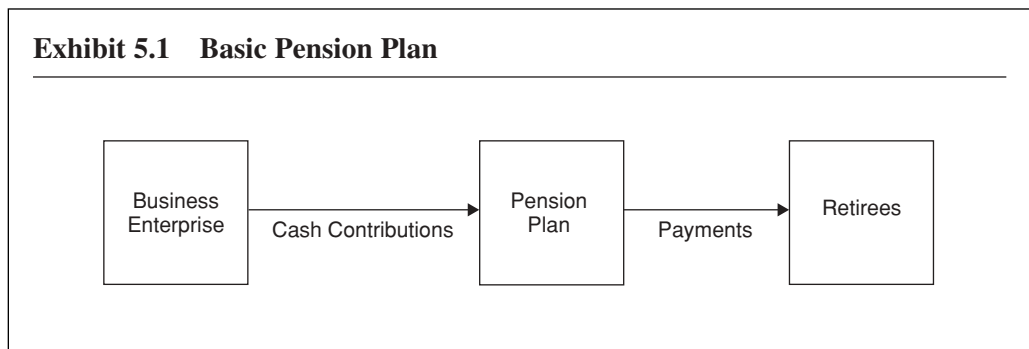 Exhibit 5.1 Basic Pension Plan
Business
Enterprise
Cash Contributions
Pension
Plan
Payments
Retirees